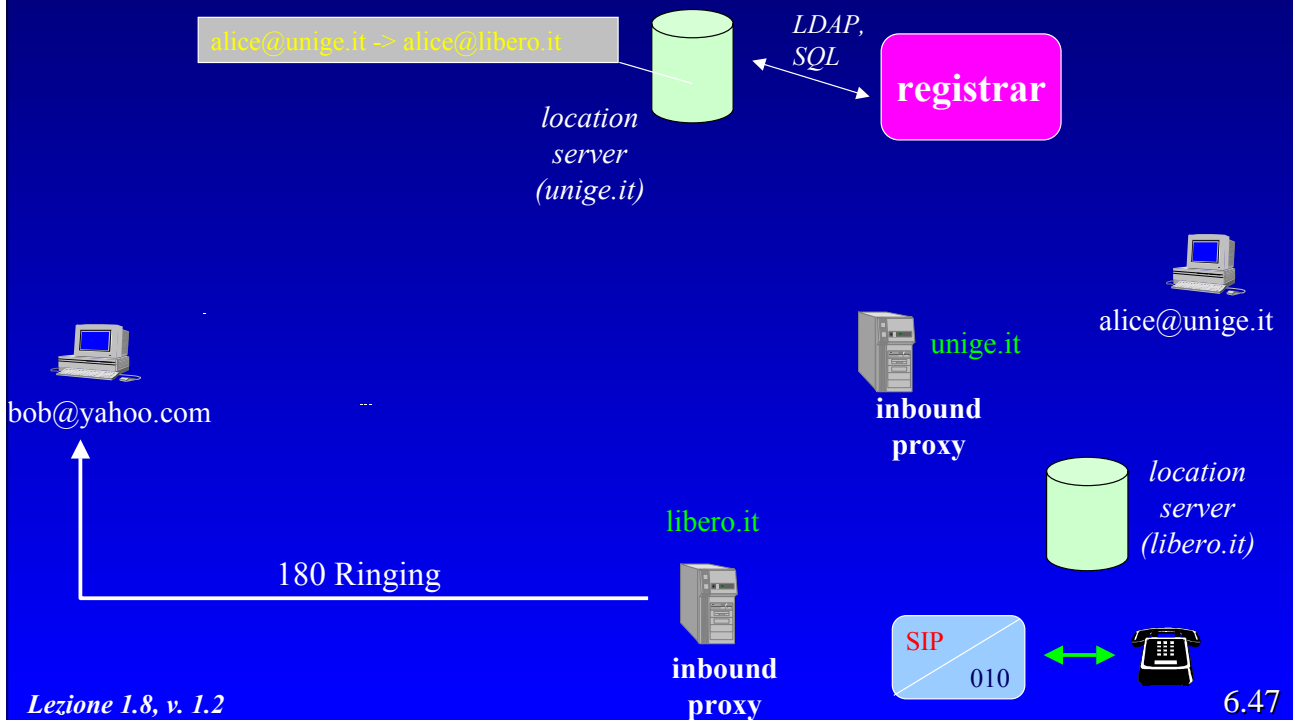 alice@unige.it -> alice@libero.it
LDAP,
SQL
registrar
location
server
(unige.it)
alice@unige.it
unige.it
bob@yahoo.com
inbound
proxy
location
server
(libero.it)
libero.it
180 Ringing
SIP
010
inbound
proxy
Lezione 1.8, v. 1.2
6.47